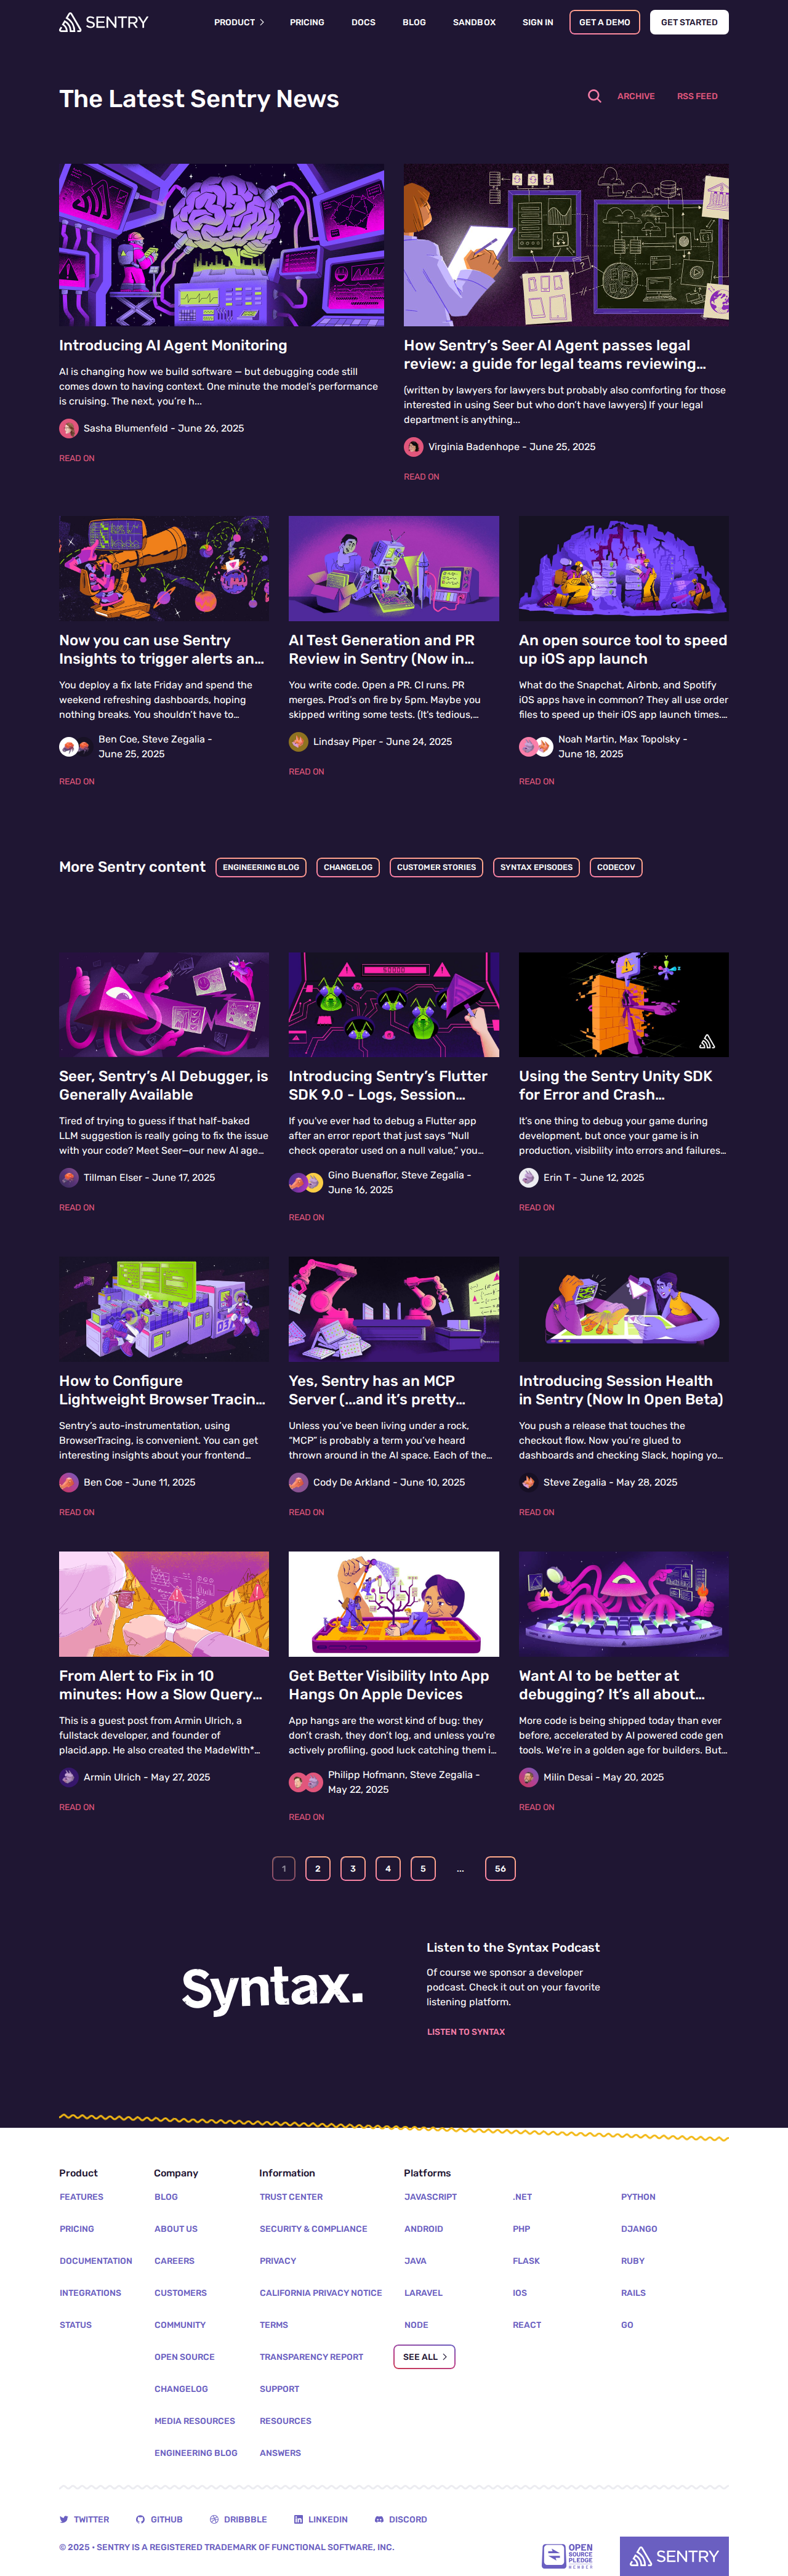 SENTRY
PRODUCT
PRICING
DOCS
BLOG
SANDBOX
SIGN IN
GET A DEMO
GET STARTED
The Latest Sentry News
ARCHIVE
RSS FEED
Introducing AI Agent Monitoring
AI is changing how we build software — but debugging code still
comes down to having context. One minute the model's performance
is cruising. The next, you're h...
Sasha Blumenfeld - June 26, 2025
READ ON
How Sentry's Seer AI Agent passes legal
review: a guide for legal teams reviewing…
(written by lawyers for lawyers but probably also comforting for those
interested in using Seer but who don't have lawyers) If your legal
department is anything...
Virginia Badenhope - June 25, 2025
READ ON
Now you can use Sentry
Insights to trigger alerts an…
You deploy a fix late Friday and spend the
weekend refreshing dashboards, hoping
nothing breaks. You shouldn't have to…
Ben Coe, Steve Zegalia -
June 25, 2025
READ ON
AI Test Generation and PR
Review in Sentry (Now in…
You write code. Open a PR. CI runs. PR
merges. Prod's on fire by 5pm. Maybe you
skipped writing some tests. (It's tedious,…
Lindsay Piper - June 24, 2025
READ ON
An open source tool to speed
up iOS app launch
What do the Snapchat, Airbnb, and Spotify
iOS apps have in common? They all use order
files to speed up their iOS app launch times.…
Noah Martin, Max Topolsky -
June 18, 2025
READ ON
More Sentry content
ENGINEERING BLOG
CHANGELOG
CUSTOMER STORIES
SYNTAX EPISODES
CODECOV
Seer, Sentry's AI Debugger, is
Generally Available
Tired of trying to guess if that half-baked
LLM suggestion is really going to fix the issue
with your code? Meet Seer—our new AI age…
Tillman Elser - June 17, 2025
READ ON
Introducing Sentry's Flutter
SDK 9.0 - Logs, Session…
If you've ever had to debug a Flutter app
after an error report that just says "Null
check operator used on a null value," you…
Gino Buenaflor, Steve Zegalia -
June 16, 2025
READ ON
Using the Sentry Unity SDK
for Error and Crash…
It's one thing to debug your game during
development, but once your game is in
production, visibility into errors and failures…
Erin T - June 12, 2025
READ ON
How to Configure
Lightweight Browser Tracin…
Sentry's auto-instrumentation, using
BrowserTracing, is convenient. You can get
interesting insights about your frontend…
Ben Coe - June 11, 2025
READ ON
Yes, Sentry has an MCP
Server (...and it's pretty…
Unless you've been living under a rock,
"MCP" is probably a term you've heard
thrown around in the AI space. Each of the…
Cody De Arkland - June 10, 2025
READ ON
Introducing Session Health
in Sentry (Now In Open Beta)
You push a release that touches the
checkout flow. Now you're glued to
dashboards and checking Slack, hoping yo…
Steve Zegalia - May 28, 2025
READ ON
From Alert to Fix in 10
minutes: How a Slow Query…
This is a guest post from Armin Ulrich, a
fullstack developer, and founder of
placid.app. He also created the MadeWith*…
Armin Ulrich - May 27, 2025
READ ON
Get Better Visibility Into App
Hangs On Apple Devices
App hangs are the worst kind of bug: they
don't crash, they don't log, and unless you're
actively profiling, good luck catching them i…
Philipp Hofmann, Steve Zegalia -
May 22, 2025
READ ON
Want AI to be better at
debugging? It's all about…
More code is being shipped today than ever
before, accelerated by AI powered code gen
tools. We're in a golden age for builders. But…
Milin Desai - May 20, 2025
READ ON
1
2
3
4
5
...
56
Syntax.
Listen to the Syntax Podcast
Of course we sponsor a developer
podcast. Check it out on your favorite
listening platform.
LISTEN TO SYNTAX
Product
FEATURES
PRICING
DOCUMENTATION
INTEGRATIONS
STATUS
Company
BLOG
ABOUT US
CAREERS
CUSTOMERS
COMMUNITY
OPEN SOURCE
CHANGELOG
MEDIA RESOURCES
ENGINEERING BLOG
Information
TRUST CENTER
SECURITY & COMPLIANCE
PRIVACY
CALIFORNIA PRIVACY NOTICE
TERMS
TRANSPARENCY REPORT
SUPPORT
RESOURCES
ANSWERS
Platforms
JAVASCRIPT
ANDROID
JAVA
LARAVEL
NODE
.NET
PHP
FLASK
IOS
REACT
PYTHON
DJANGO
RUBY
RAILS
GO
SEE ALL
TWITTER
GITHUB
DRIBBBLE
LINKEDIN
DISCORD
© 2025 • SENTRY IS A REGISTERED TRADEMARK OF FUNCTIONAL SOFTWARE, INC.
OPEN
SOURCE
PLEDGE
MEMBER
SENTRY